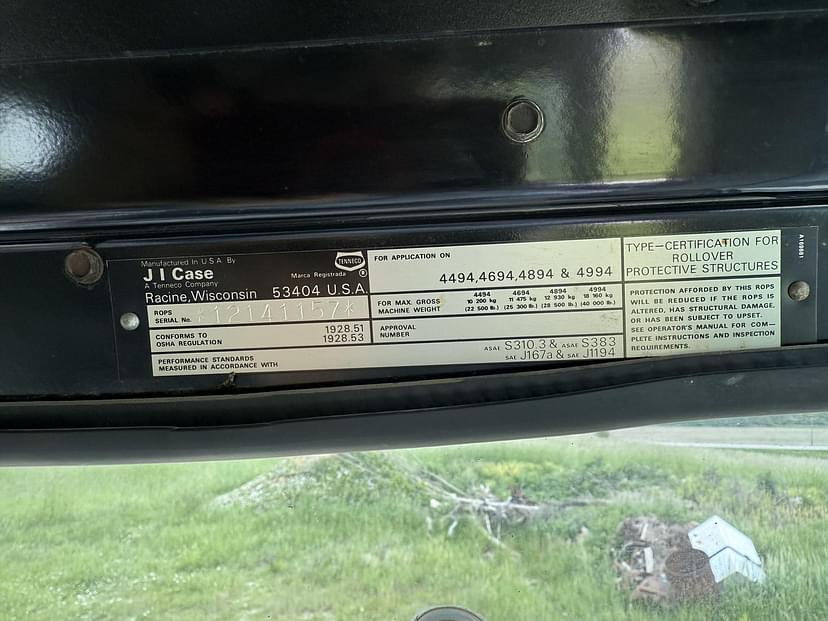 Manufactured In U.S.A. By
J I Case
A Tenneco Company
Racine, Wisconsin 53404 U.S.A.
TENNECO
Marca Registrada ®
ROPS
SERIAL No. *12141157*
CONFORMS TO
OSHA REGULATION
1928.51
1928.53
PERFORMANCE STANDARDS
MEASURED IN ACCORDANCE WITH
ASAE S310.3 & ASAE S383
SAE J167a & SAE J1194
FOR APPLICATION ON
4494,4694,4894 & 4994
FOR MAX. GROSS
MACHINE WEIGHT
4494 4694 4894 4994
10 200 kg 11 475 kg 12 930 kg 18 160 kg
(22 500 lb.) (25 300 lb.) (28 500 lb.) (40 000 lb.)
APPROVAL
NUMBER
TYPE-CERTIFICATION FOR
ROLLOVER
PROTECTIVE STRUCTURES
PROTECTION AFFORDED BY THIS ROPS
WILL BE REDUCED IF THE ROPS IS
ALTERED, HAS STRUCTURAL DAMAGE,
OR HAS BEEN SUBJECT TO UPSET.
SEE OPERATOR'S MANUAL FOR COM-
PLETE INSTRUCTIONS AND INSPECTION
REQUIREMENTS.